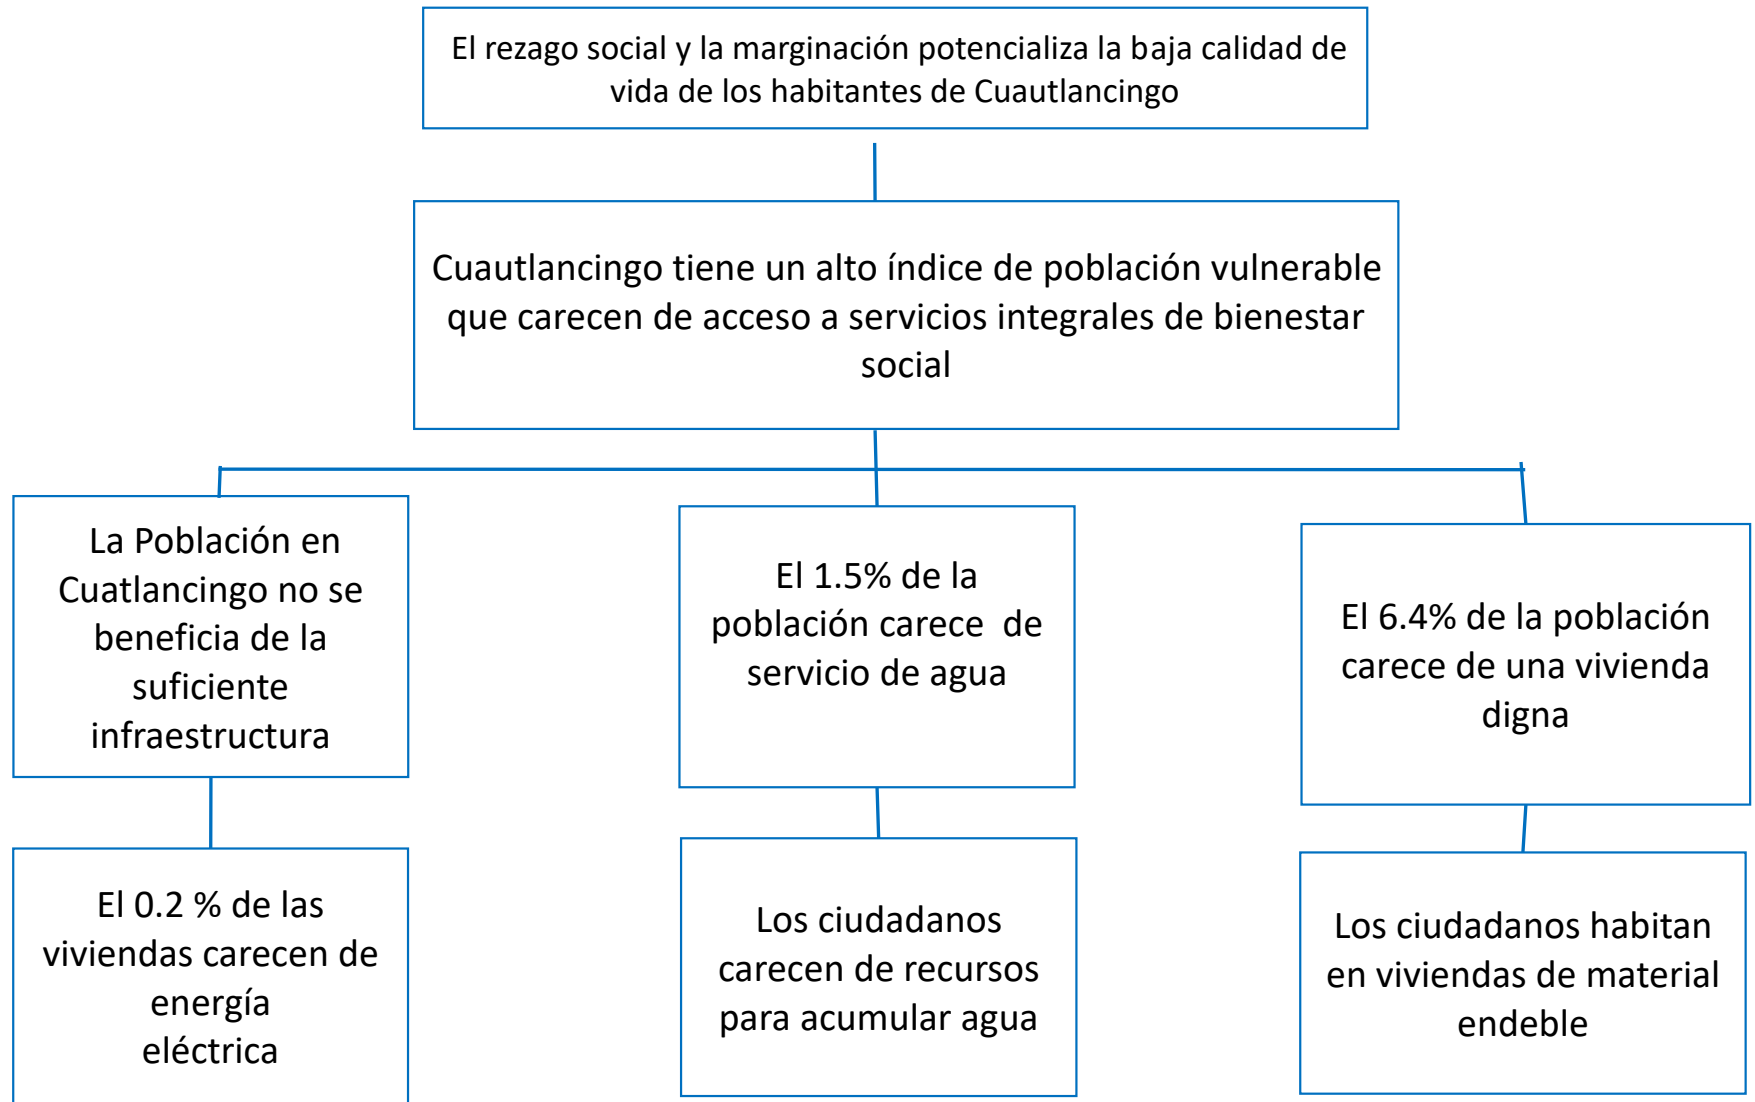 El rezago social y la marginación potencializa la baja calidad de
vida de los habitantes de Cuautlancingo
Cuautlancingo tiene un alto índice de población vulnerable
que carecen de acceso a servicios integrales de bienestar
social
La Población en
Cuatlancingo no se
beneficia de la
suficiente
infraestructura
El 1.5% de la
población carece  de
servicio de agua
El 6.4% de la población
carece de una vivienda
digna
El 0.2 % de las
viviendas carecen de
energía
eléctrica
Los ciudadanos
carecen de recursos
para acumular agua
Los ciudadanos habitan
en viviendas de material
endeble